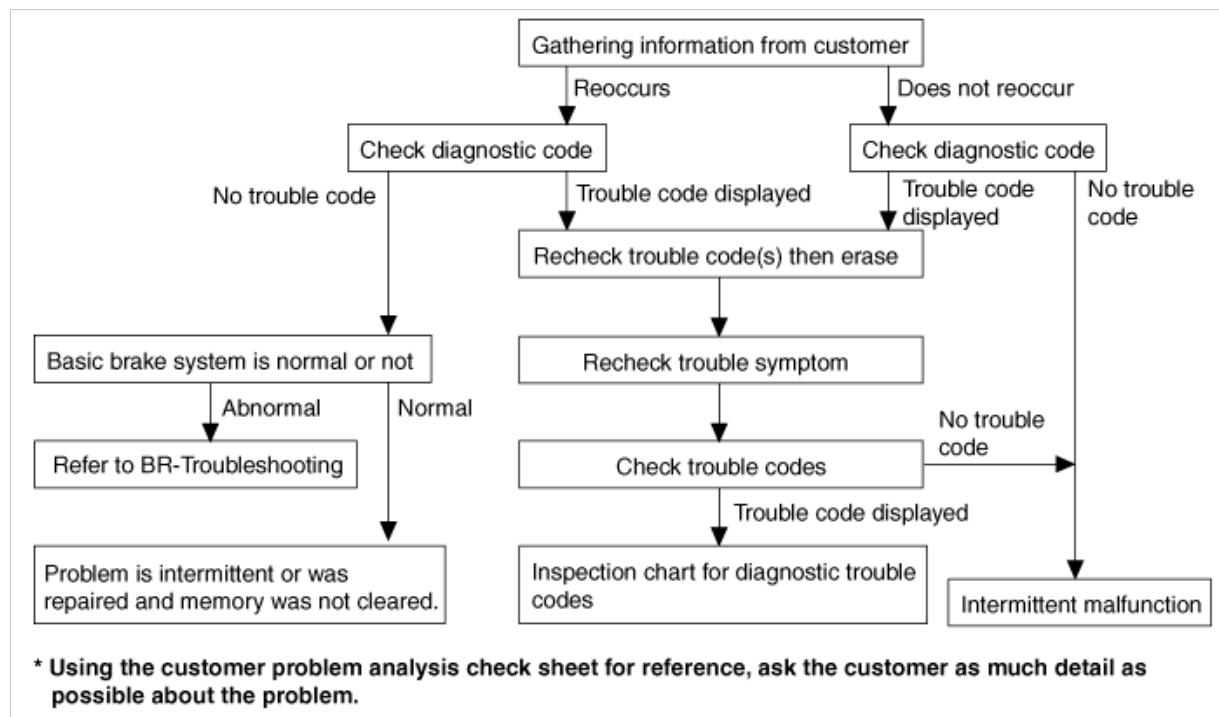 Gathering information from customer
Reoccurs
Does not reoccur
Check diagnostic code
Check diagnostic code
No trouble code
Trouble code displayed
Trouble code
displayed
No trouble
code
Recheck trouble code(s) then erase
Basic brake system is normal or not
Recheck trouble symptom
Abnormal
Normal
No trouble
code
Refer to BR-Troubleshooting
Check trouble codes
Trouble code displayed
Problem is intermittent or was
repaired and memory was not cleared.
Inspection chart for diagnostic trouble
codes
Intermittent malfunction
* Using the customer problem analysis check sheet for reference, ask the customer as much detail as
possible about the problem.